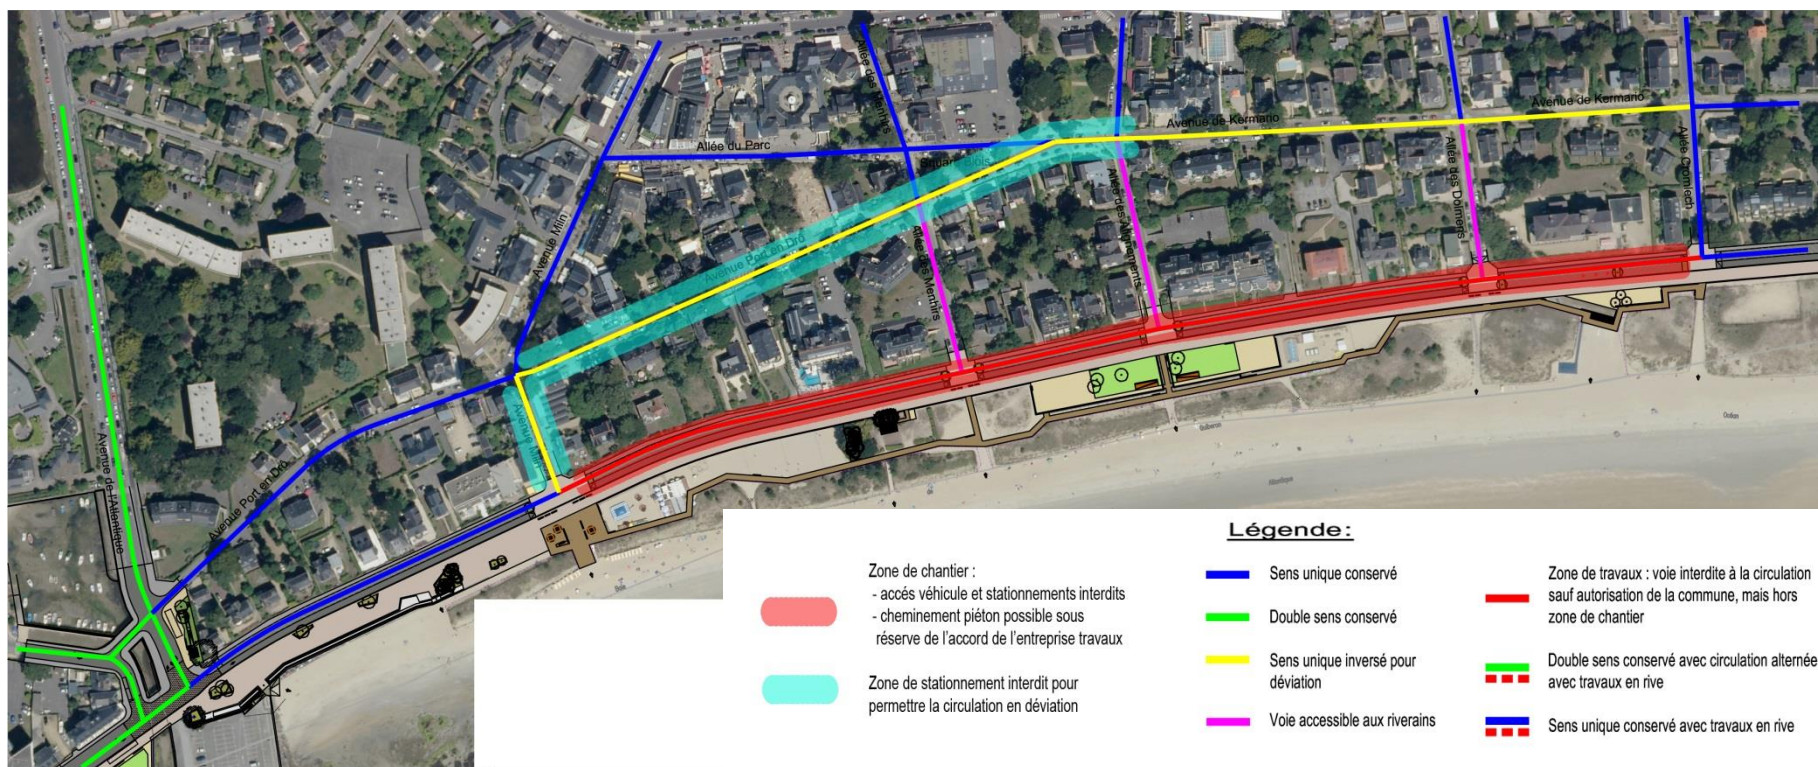 Allée des Menhirs
Avenue de Kermario
Avenue de Kermario
Allée du Parc
Allée des Dolmens
Allée Cromlech
Allée des Alignements
Avenue Miln
Avenue Port en Dro
Allée des Menhirs
Avenue Miln
Avenue de l'Atlantique
Avenue Port en Dro
Légende :
Zone de chantier :
- accés véhicule et stationnements interdits
- cheminement piéton possible sous
réserve de l'accord de l'entreprise travaux
Zone de stationnement interdit pour
permettre la circulation en déviation
Sens unique conservé
Double sens conservé
Sens unique inversé pour
déviation
Voie accessible aux riverains
Zone de travaux : voie interdite à la circulation
sauf autorisation de la commune, mais hors
zone de chantier
Double sens conservé avec circulation alternée
avec travaux en rive
Sens unique conservé avec travaux en rive